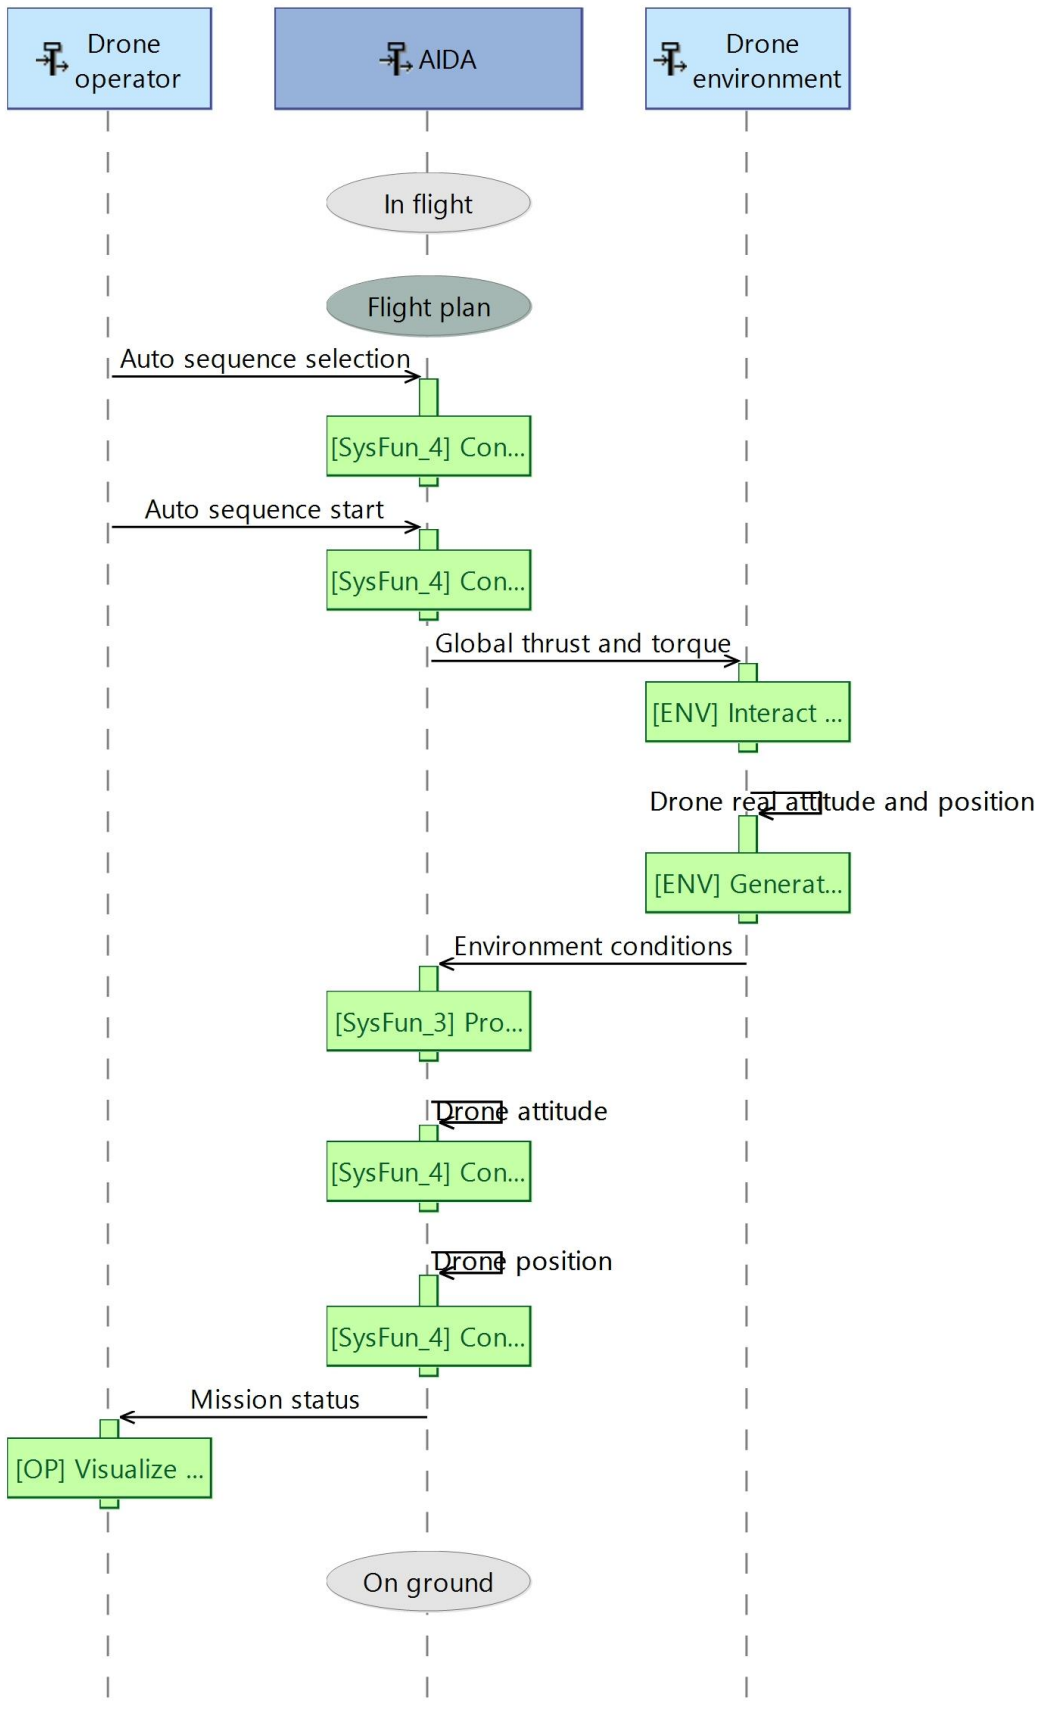 Drone
operator
AIDA
Drone
environment
In flight
Flight plan
Auto sequence selection
[SysFun_4] Con...
Auto sequence start
[SysFun_4] Con...
Global thrust and torque
[ENV] Interact ...
Drone real attitude and position
[ENV] Generat...
Environment conditions
[SysFun_3] Pro...
Drone attitude
[SysFun_4] Con...
Drone position
[SysFun_4] Con...
Mission status
[OP] Visualize ...
On ground